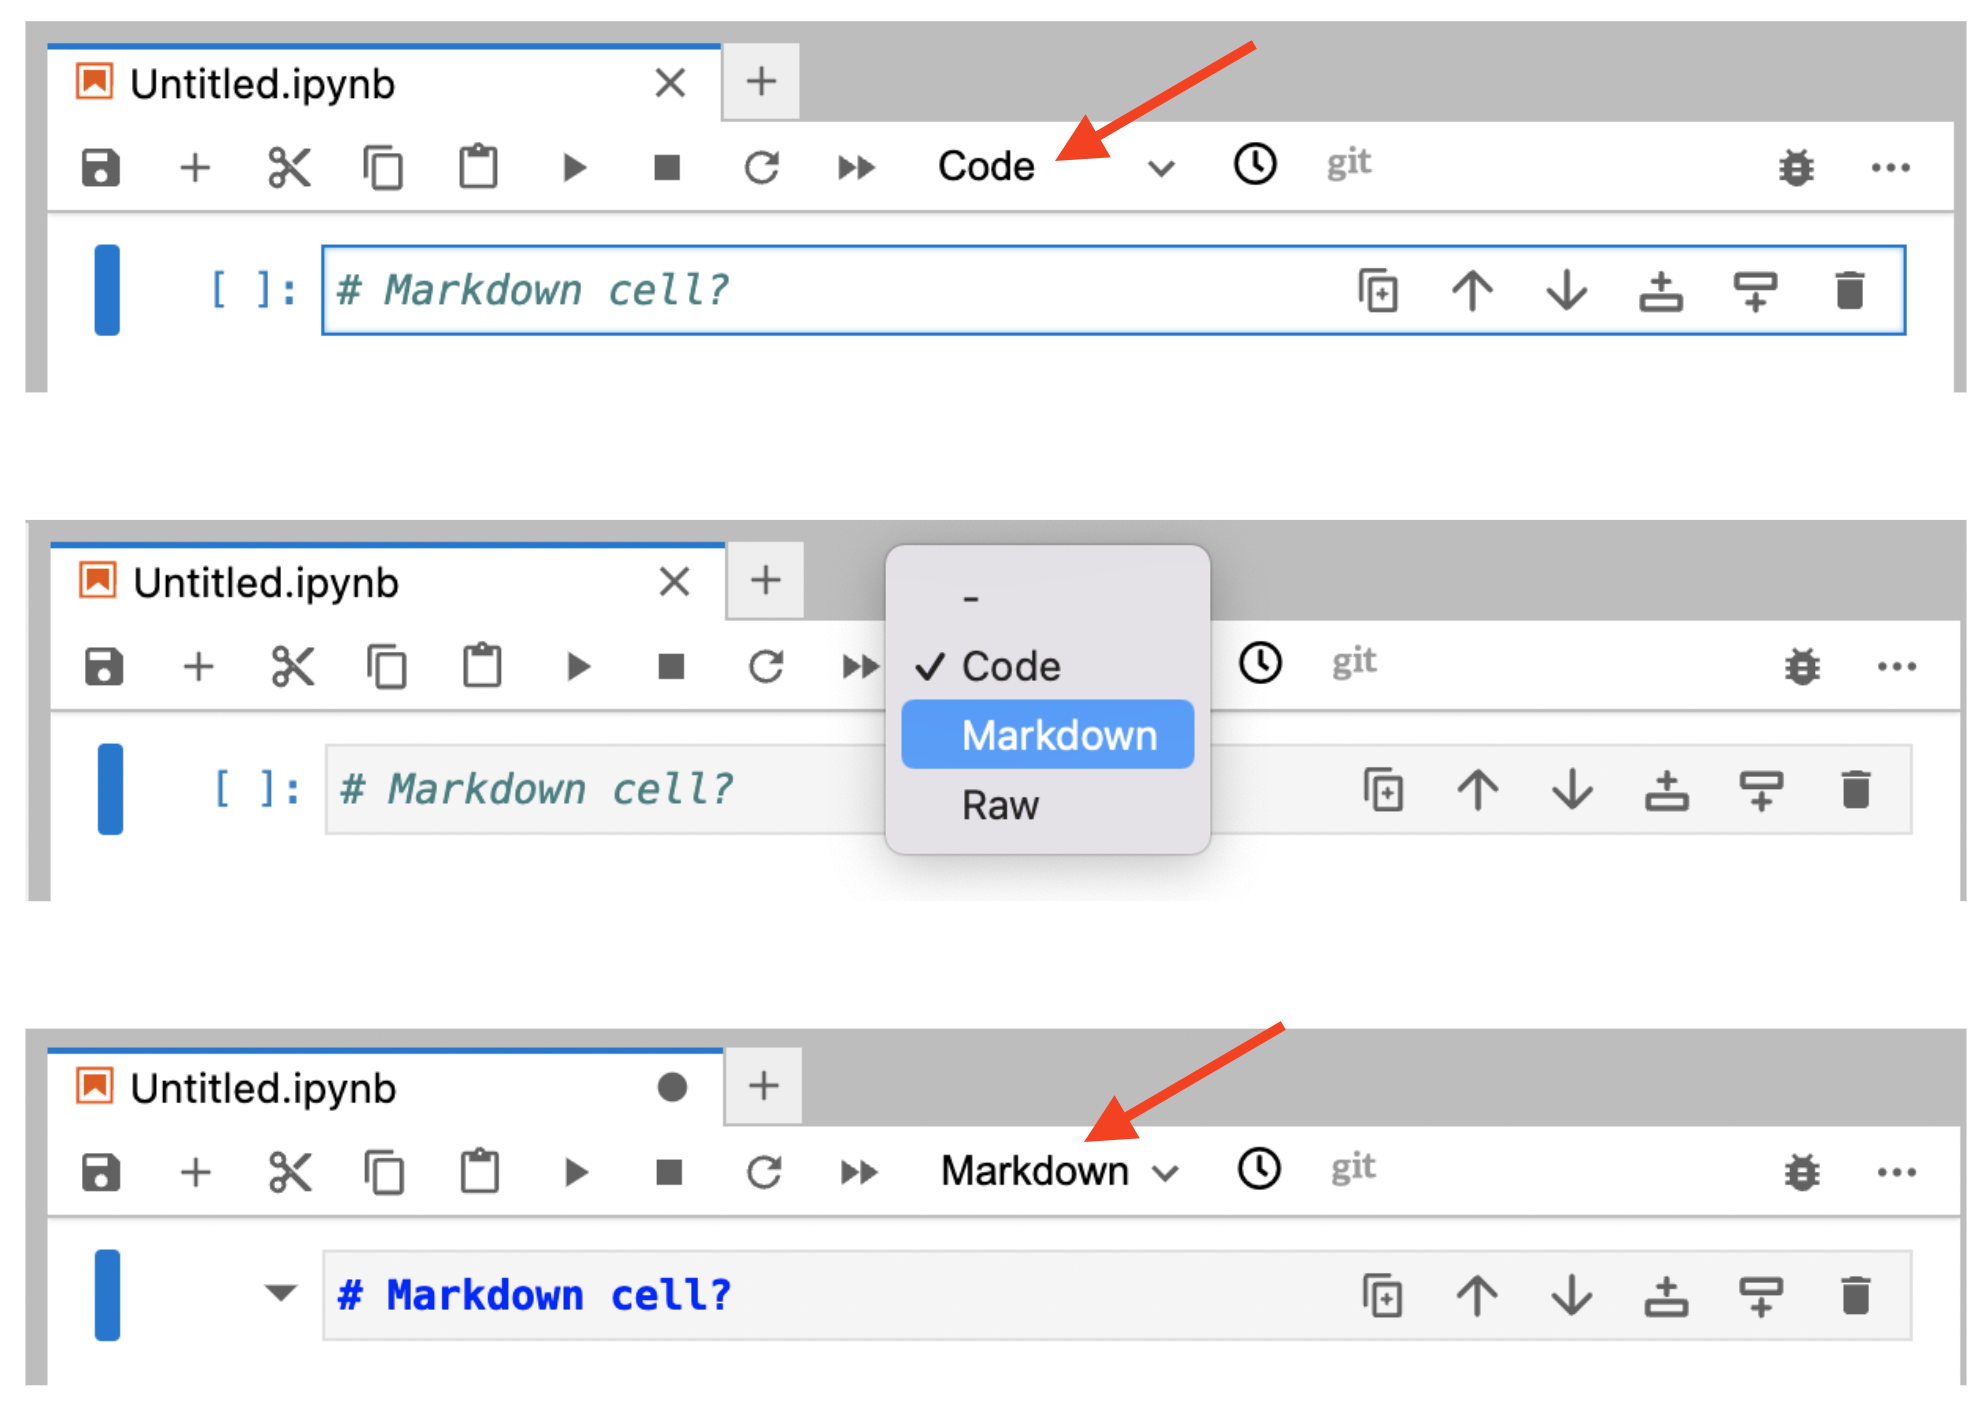 Untitled.ipynb
Code git
[ ]: # Markdown cell?
Untitled.ipynb
-
✓ Code
git
Markdown
[ ]: # Markdown cell?
Raw
Untitled.ipynb
Markdown git
# Markdown cell?